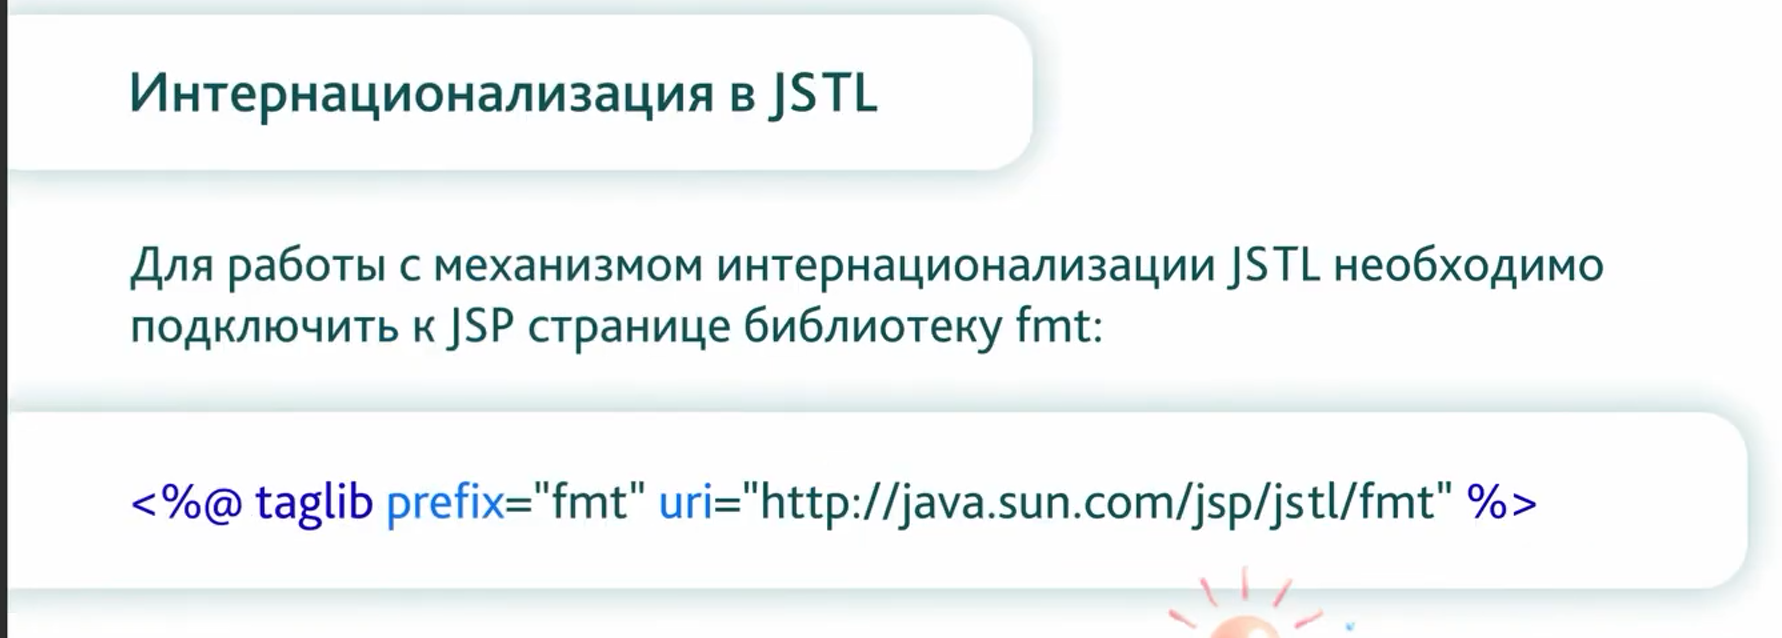 Интернационализация в JSTL
Для работы с механизмом интернационализации JSTL необходимо
подключить к JSP странице библиотеку fmt:
<%@ taglib prefix="fmt" uri="http://java.sun.com/jsp/jstl/fmt" %>